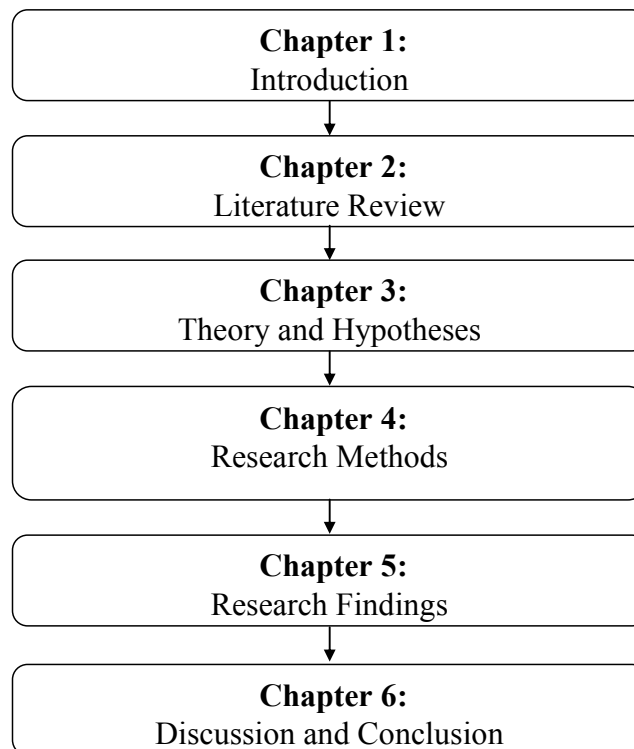 Chapter 1:
Introduction
Chapter 2:
Literature Review
Chapter 3:
Theory and Hypotheses
Chapter 4:
Research Methods
Chapter 5:
Research Findings
Chapter 6:
Discussion and Conclusion